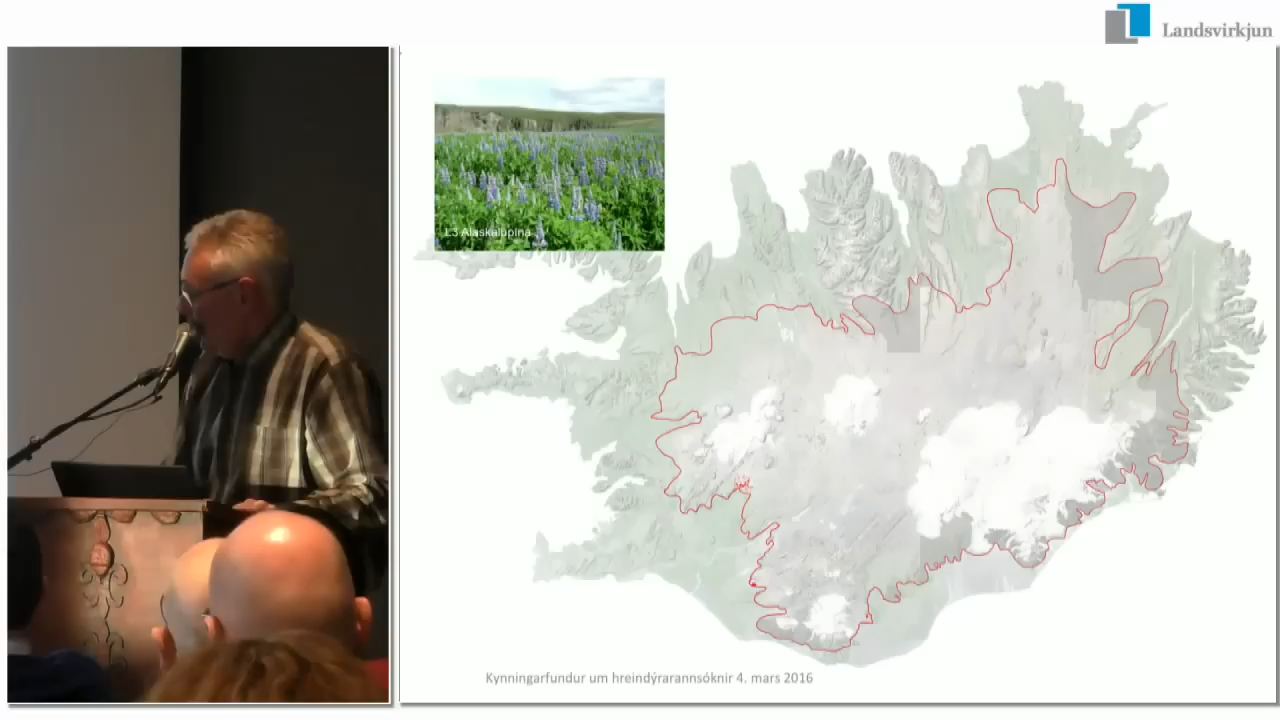 Landsvirkjun
L3 Alaskalúpína
Kynningarfundur um hreindýrarannsóknir 4. mars 2016